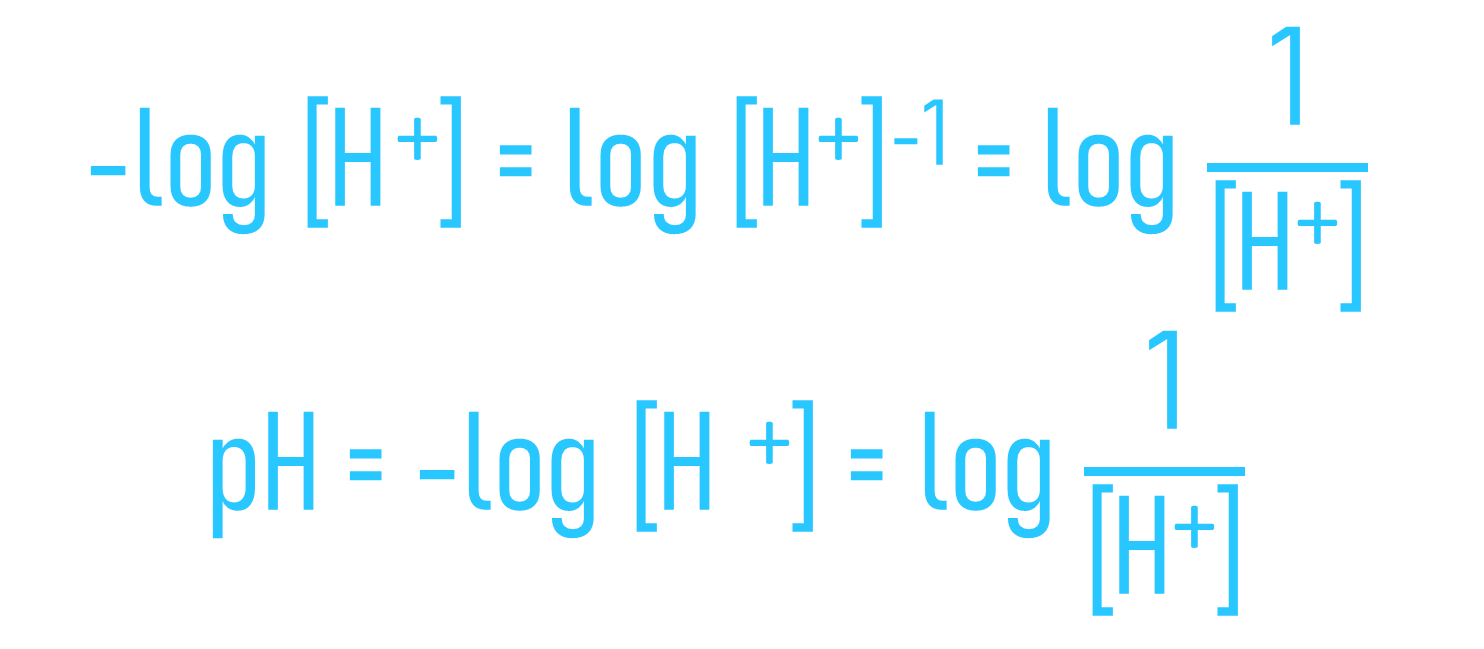 -log [H⁺] = log [H⁺]⁻¹ = log 1/[H⁺]
pH = -log [H ⁺] = log 1/[H⁺]